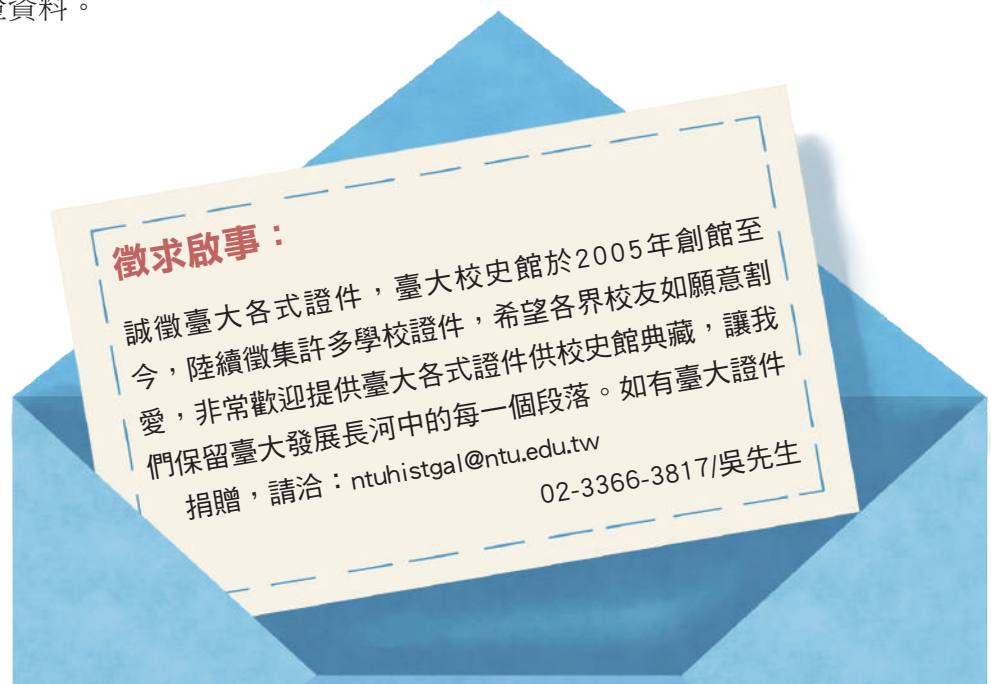 資料。
徵求啟事：
誠徵臺大各式證件，臺大校史館於2005年創館至
今，陸續徵集許多學校證件，希望各界校友如願意割
愛，非常歡迎提供臺大各式證件供校史館典藏，讓我
們保留臺大發展長河中的每一個段落。如有臺大證件
捐贈，請洽：ntuhistgal@ntu.edu.tw
02-3366-3817/吳先生